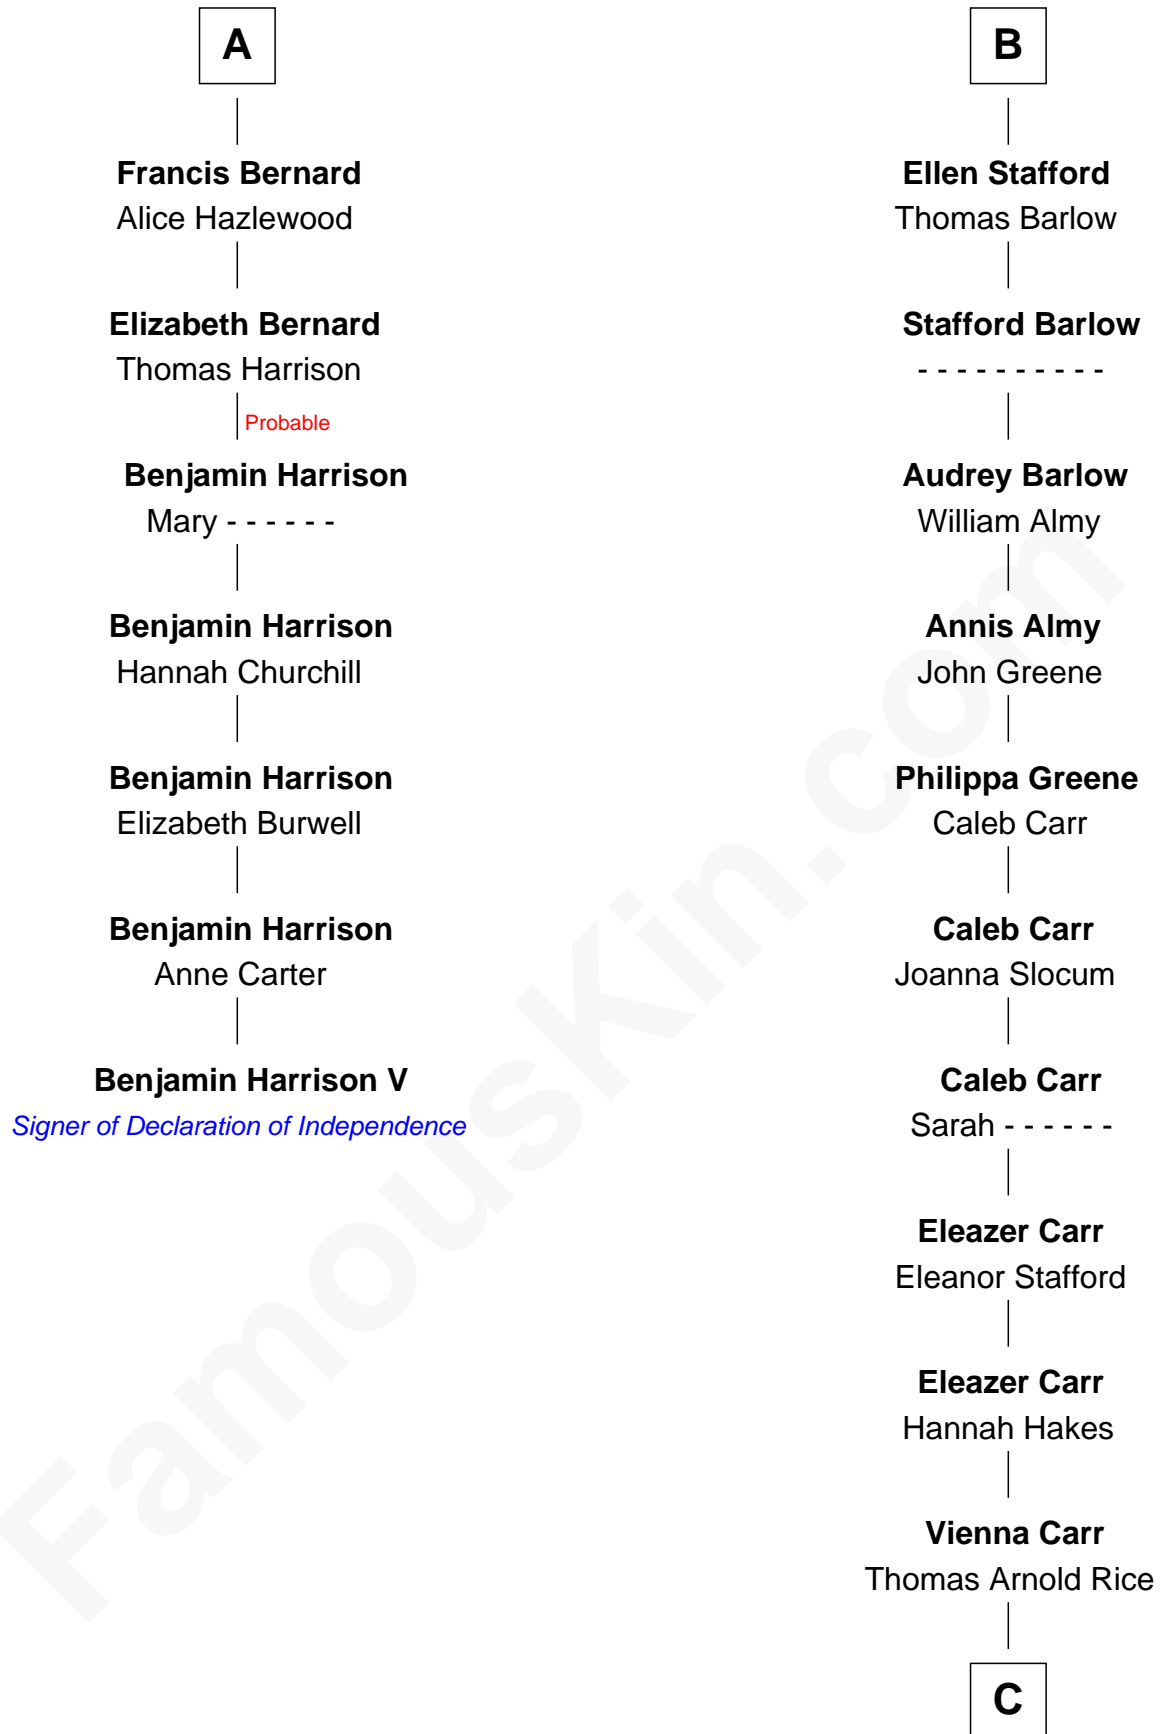 A
Francis Bernard
Alice Hazlewood
Elizabeth Bernard
Thomas Harrison
Probable
Benjamin Harrison
Mary - - - - - -
Benjamin Harrison
Hannah Churchill
Benjamin Harrison
Elizabeth Burwell
Benjamin Harrison
Anne Carter
Benjamin Harrison V
Signer of Declaration of Independence
B
Ellen Stafford
Thomas Barlow
Stafford Barlow
- - - - - - - - - -
Audrey Barlow
William Almy
Annis Almy
John Greene
Philippa Greene
Caleb Carr
Caleb Carr
Joanna Slocum
Caleb Carr
Sarah - - - - - -
Eleazer Carr
Eleanor Stafford
Eleazer Carr
Hannah Hakes
Vienna Carr
Thomas Arnold Rice
C
FamousKin.com